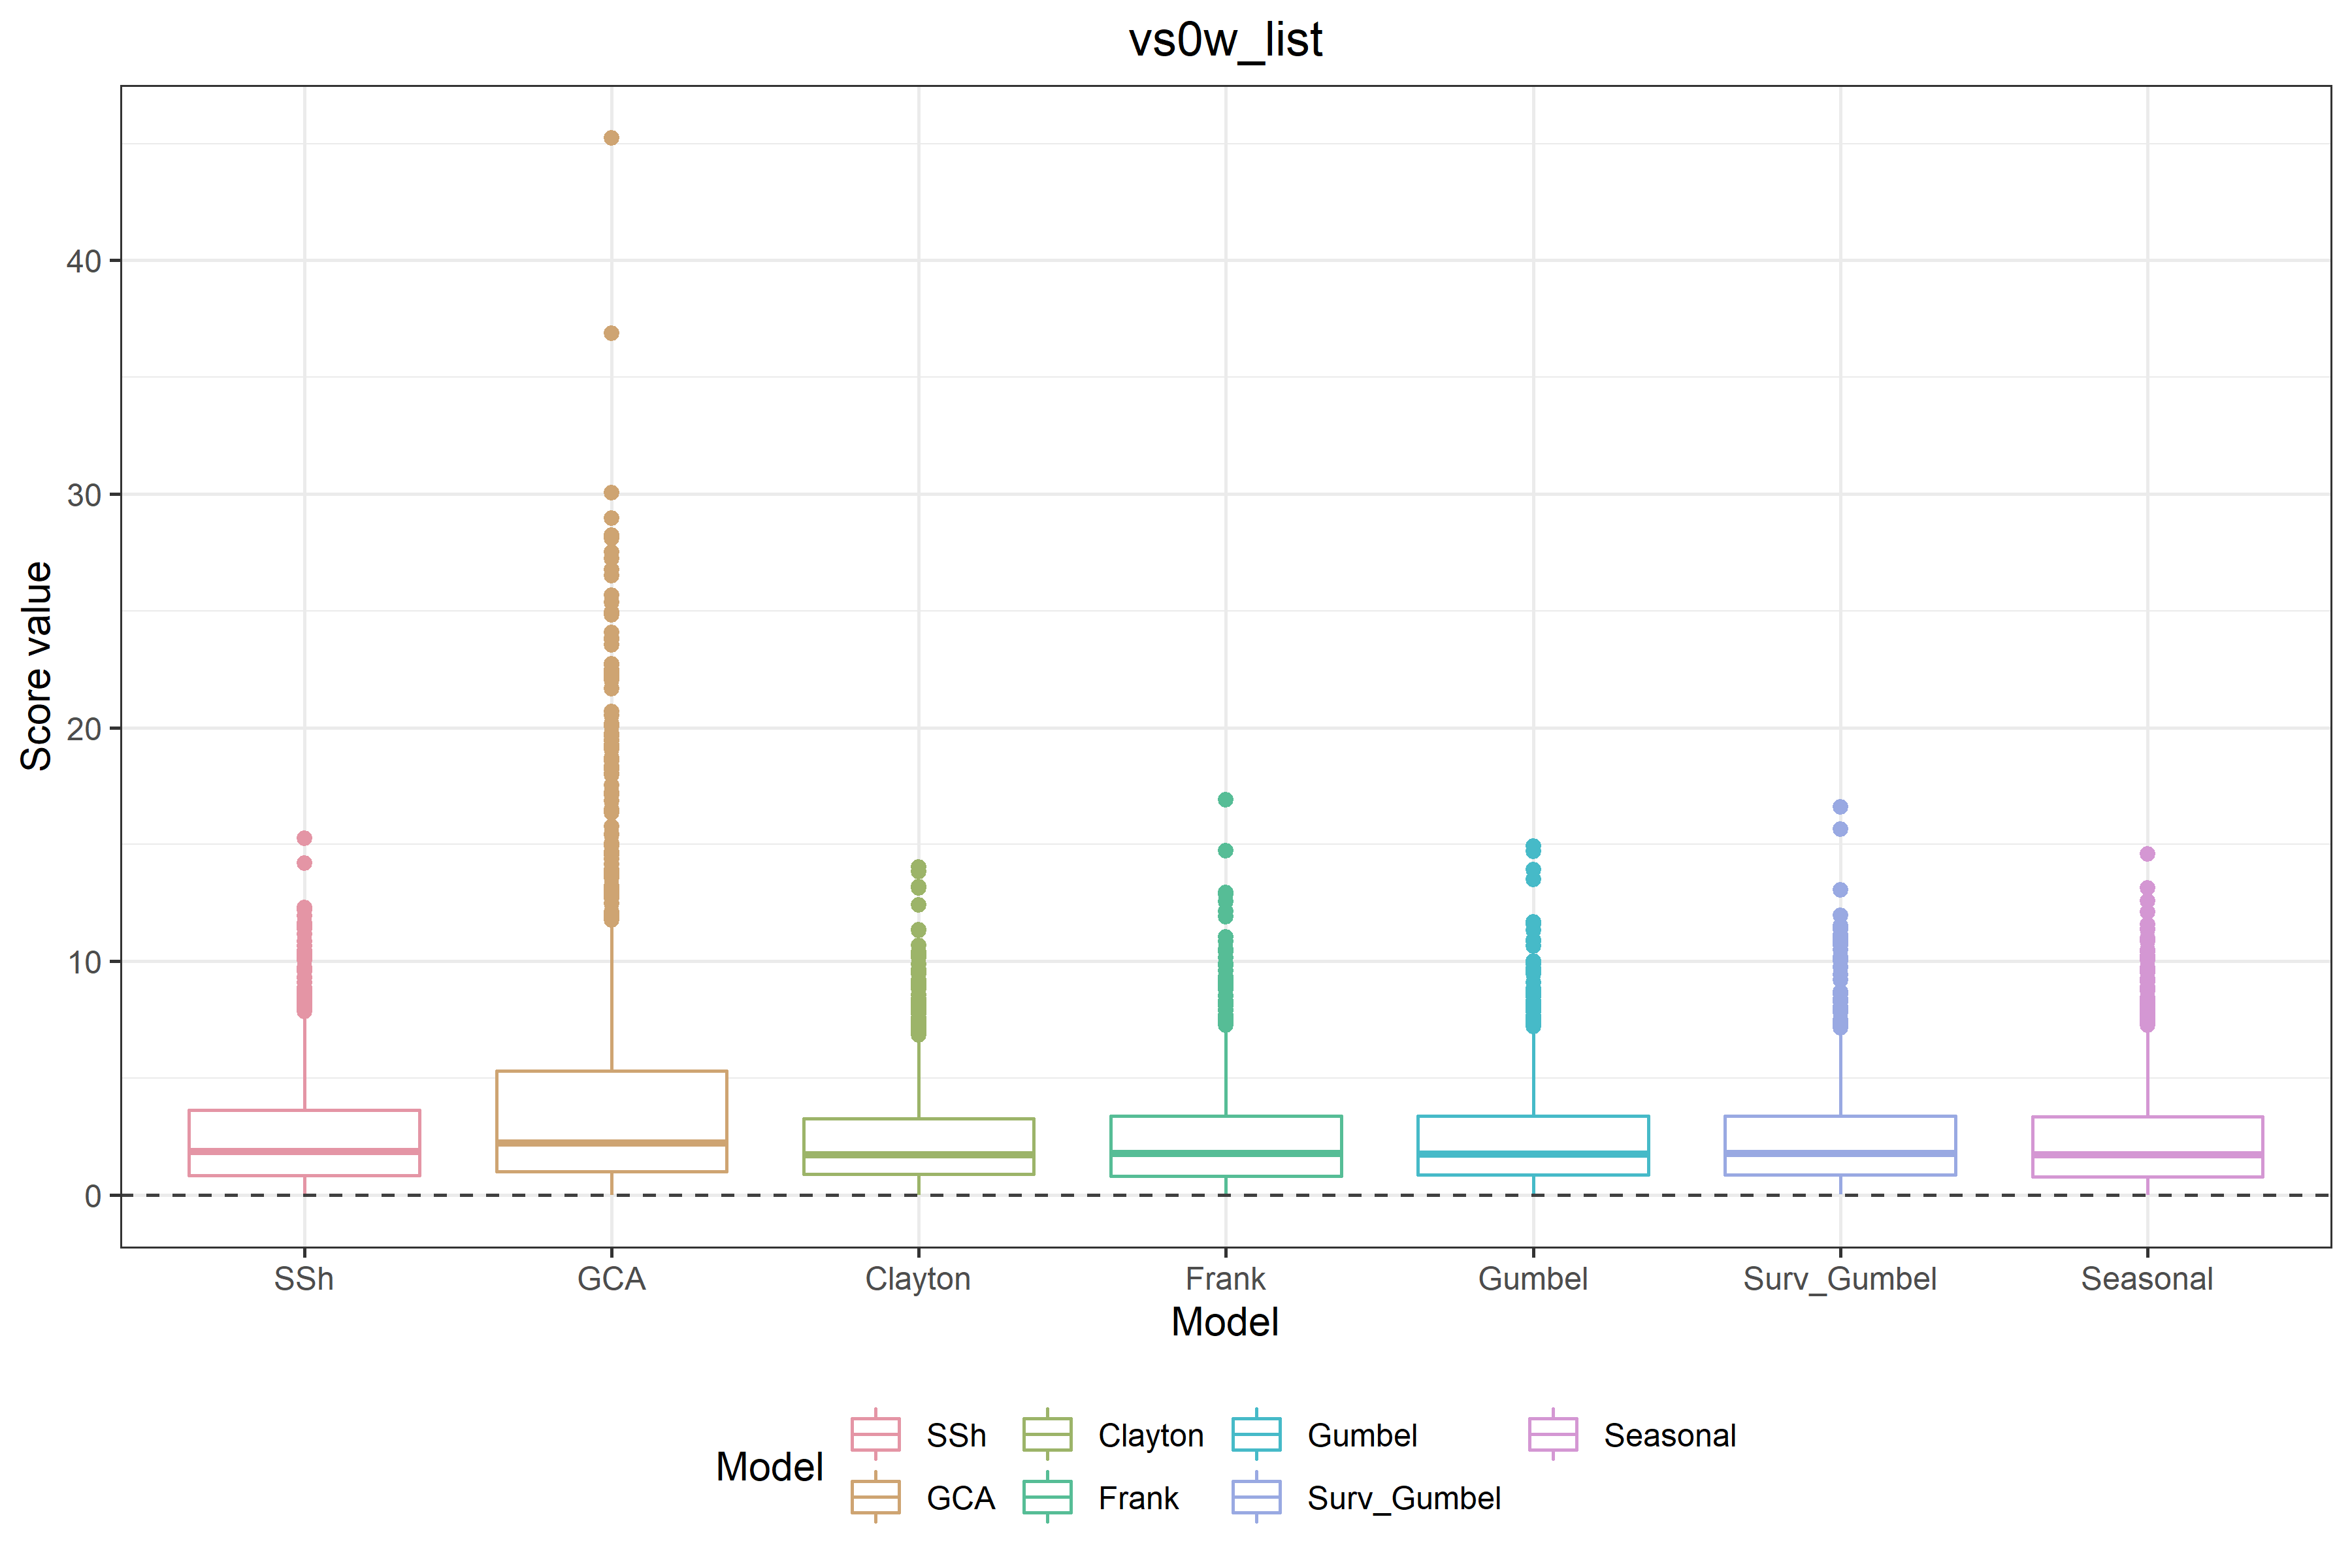 vs0w_list
Score value
40
30
20
10
0
SSh GCA Clayton Frank Gumbel Surv_Gumbel Seasonal
Model
Model
SSh Clayton Gumbel Seasonal
GCA Frank Surv_Gumbel